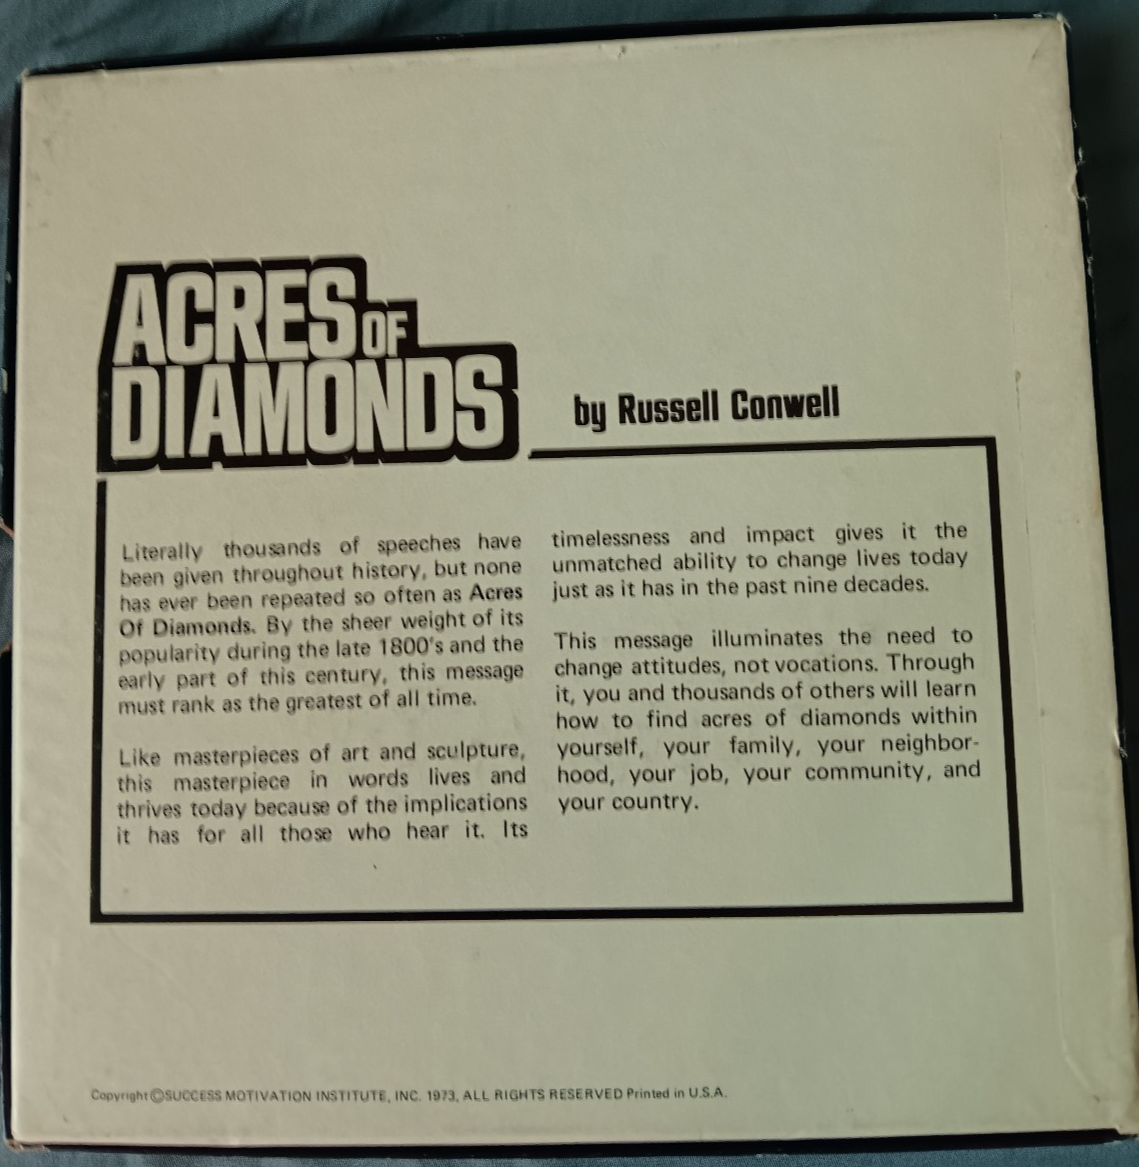 ACRES OF
DIAMONDS
by Russell Conwell
Literally thousands of speeches have
been given throughout history, but none
has ever been repeated so often as Acres
Of Diamonds. By the sheer weight of its
popularity during the late 1800's and the
early part of this century, this message
must rank as the greatest of all time.
Like masterpieces of art and sculpture,
this masterpiece in words lives and
thrives today because of the implications
it has for all those who hear it. Its
timelessness and impact gives it the
unmatched ability to change lives today
just as it has in the past nine decades.
This message illuminates the need to
change attitudes, not vocations. Through
it, you and thousands of others will learn
how to find acres of diamonds within
yourself, your family, your neighbor-
hood, your job, your community, and
your country.
Copyright ©SUCCESS MOTIVATION INSTITUTE, INC. 1973, ALL RIGHTS RESERVED Printed in U.S.A.